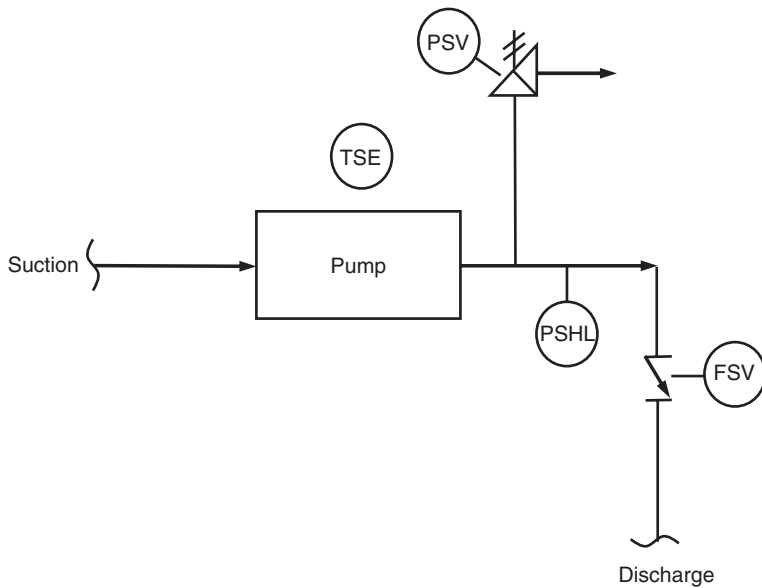 PSV
TSE
Suction
Pump
PSHL
FSV
Discharge